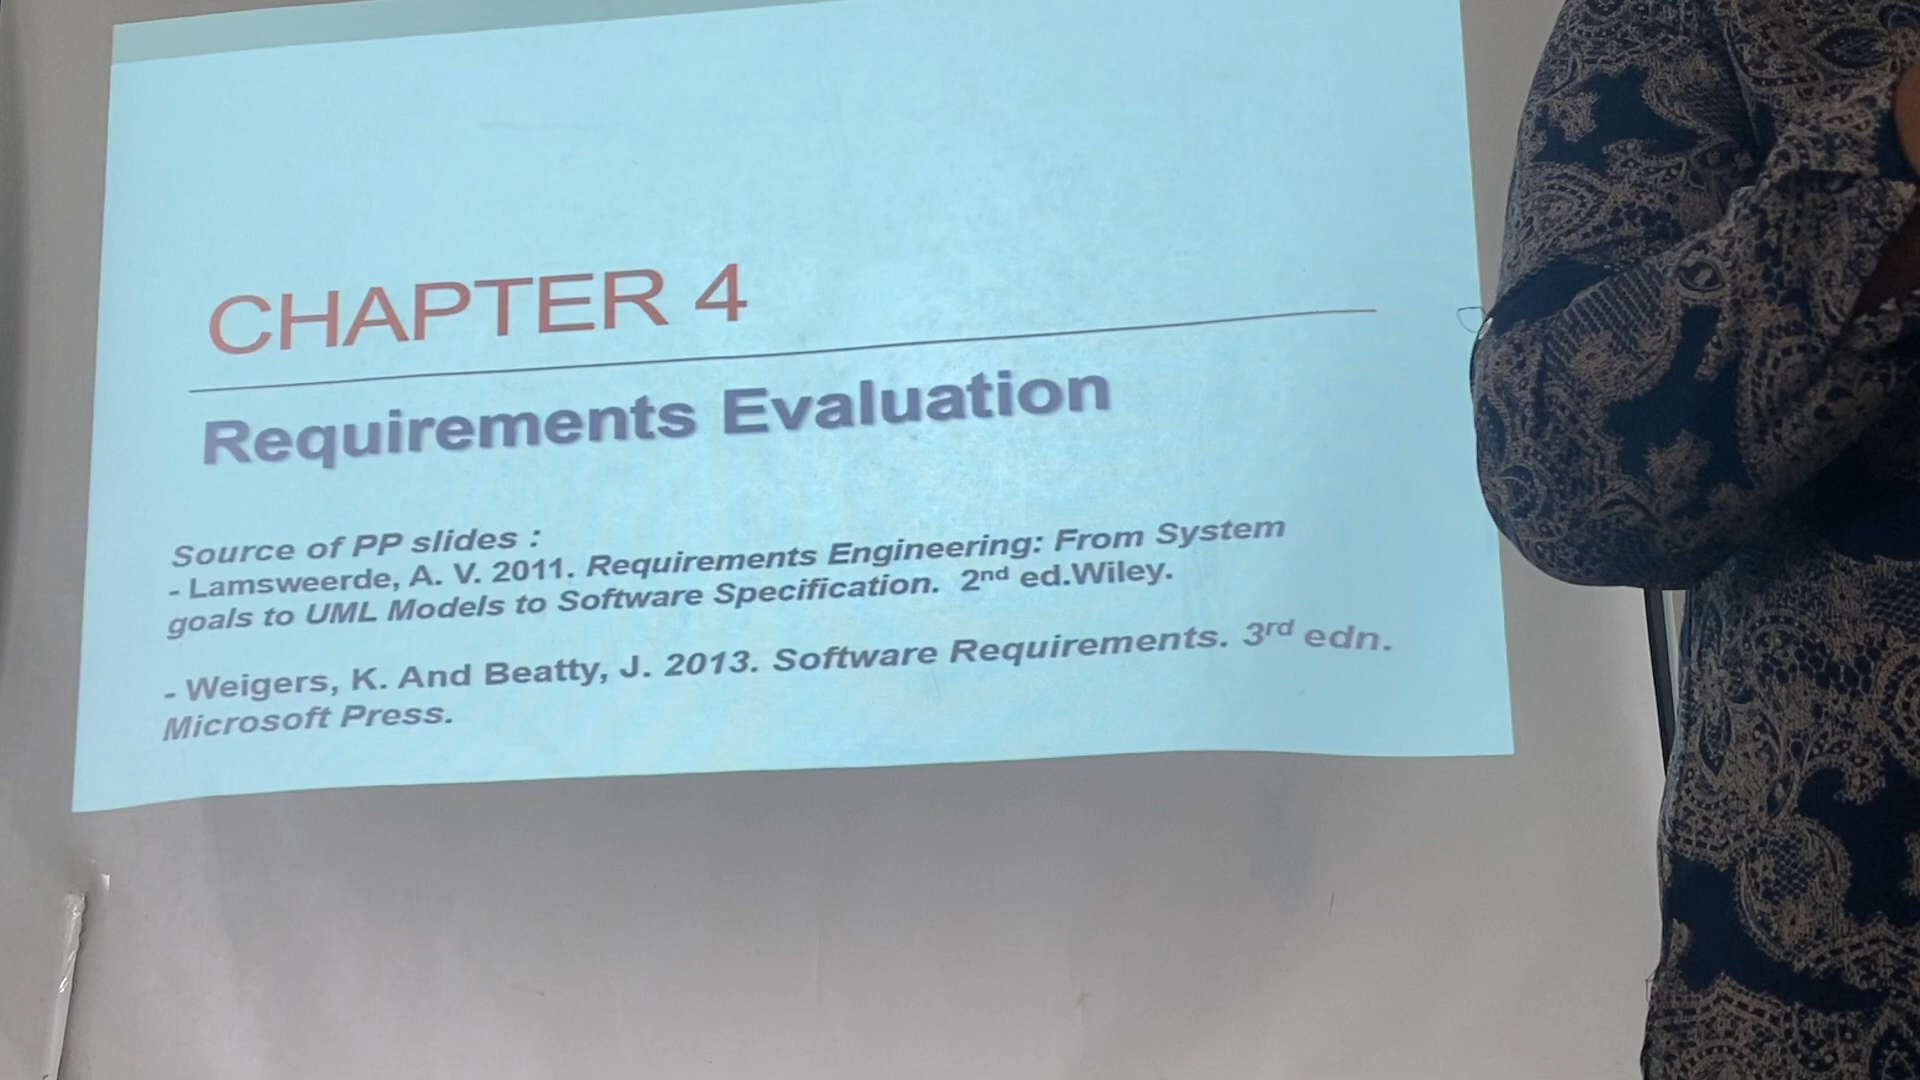 CHAPTER 4
Requirements Evaluation
Source of PP slides :
- Lamsweerde, A. V. 2011. Requirements Engineering: From System
goals to UML Models to Software Specification. 2nd ed.Wiley.
- Weigers, K. And Beatty, J. 2013. Software Requirements. 3rd edn.
Microsoft Press.